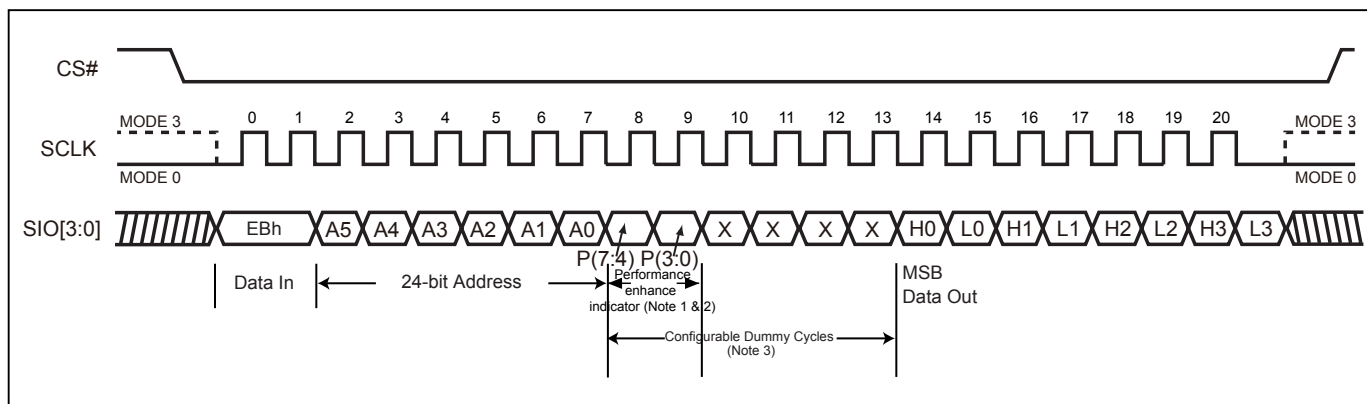 CS#
0 1 2 3 4 5 6 7 8 9 10 11 12 13 14 15 16 17 18 19 20
MODE 3
MODE 3
SCLK
MODE 0
MODE 0
SIO[3:0]
EBh A5 A4 A3 A2 A1 A0 X X X X H0 L0 H1 L1 H2 L2 H3 L3
P(7:4) P(3:0)
Data In
24-bit Address
Performance
enhance
indicator (Note 1 & 2)
MSB
Data Out
Configurable Dummy Cycles
(Note 3)